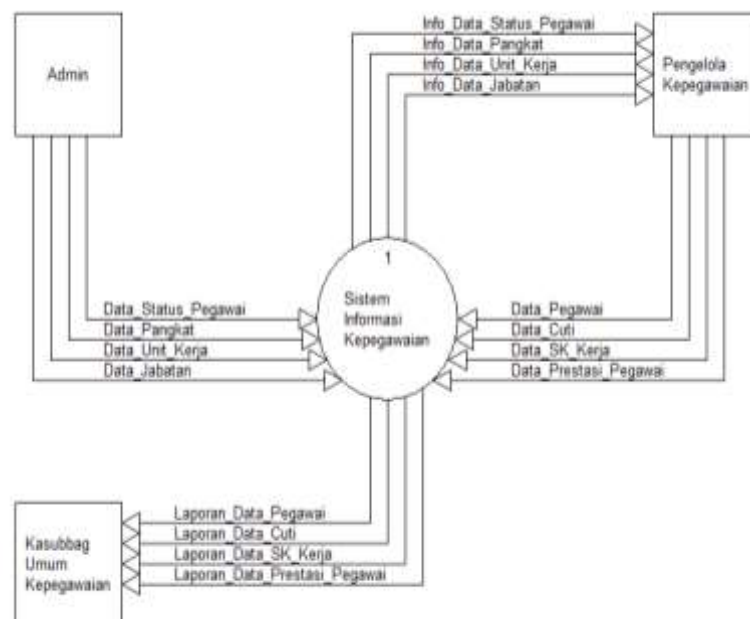 Admin
Info_Data_Status_Pegawai
Info_Data_Pangkat
Info_Data_Unit_Kerja
Info_Data_Jabatan
Pengelola
Kepegawaian
1
Sistem
Informasi
Kepegawaian
Data_Status_Pegawai
Data_Pangkat
Data_Unit_Kerja
Data_Jabatan
Data_Pegawai
Data_Cuti
Data_SK_Kerja
Data_Prestasi_Pegawai
Kasubbag
Umum
Kepegawaian
Laporan_Data_Pegawai
Laporan_Data_Cuti
Laporan_Data_SK_Kerja
Laporan_Data_Prestasi_Pegawai